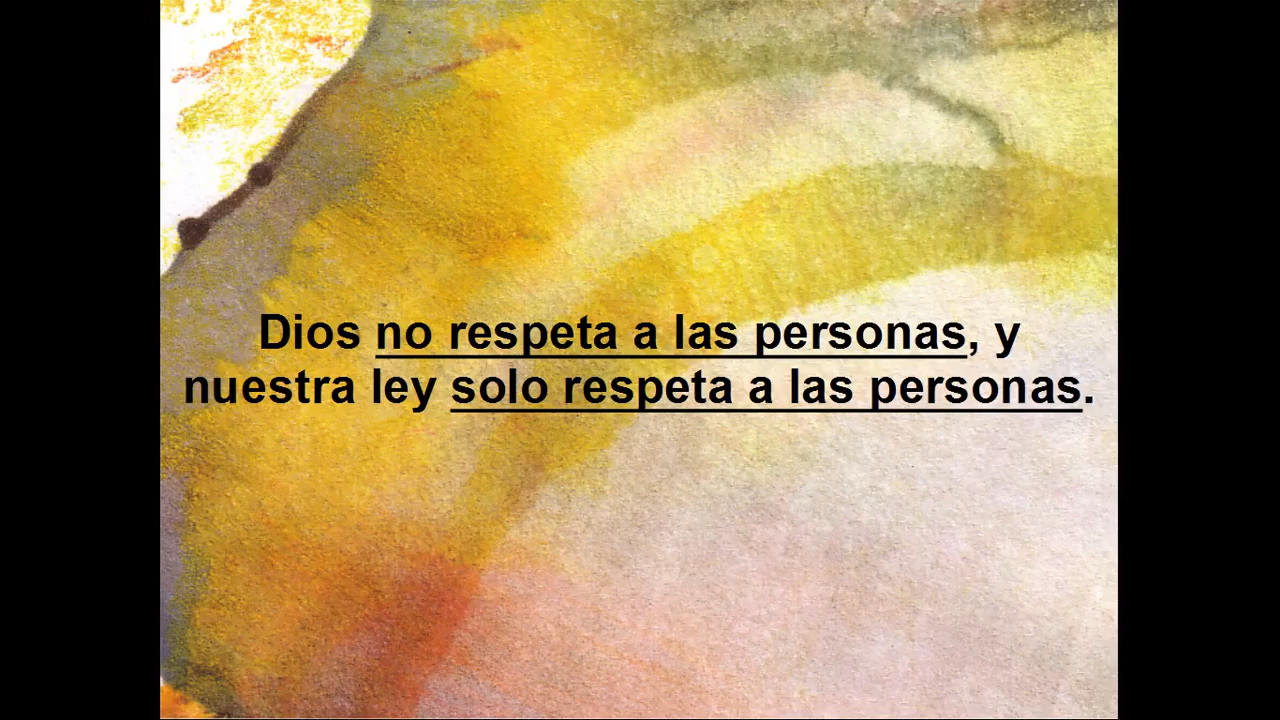 Dios no respeta a las personas, y
nuestra ley solo respeta a las personas.